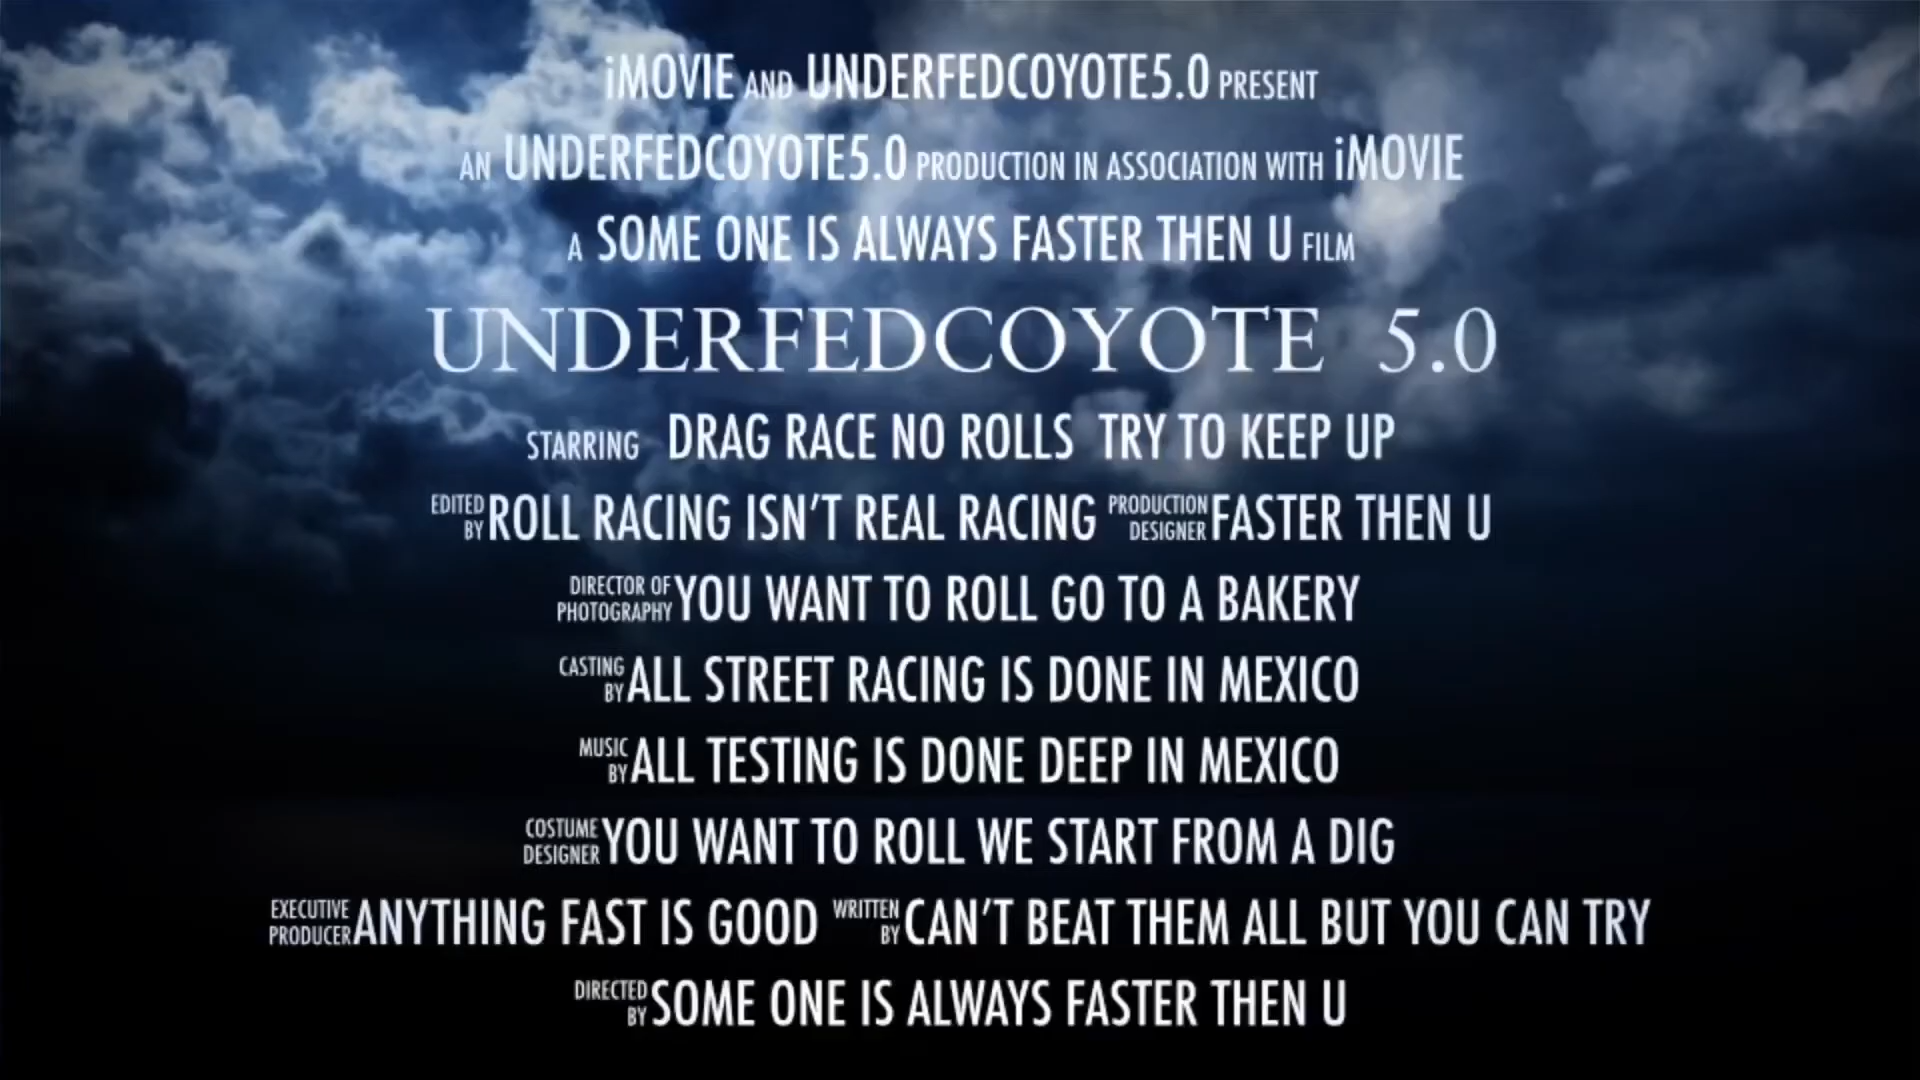 iMOVIE AND UNDERFEDCOYOTE5.0 PRESENT
AN UNDERFEDCOYOTE5.0 PRODUCTION IN ASSOCIATION WITH iMOVIE
A SOME ONE IS ALWAYS FASTER THEN U FILM
UNDERFEDCOYOTE 5.0
STARRING DRAG RACE NO ROLLS TRY TO KEEP UP
EDITED BY ROLL RACING ISN'T REAL RACING PRODUCTION DESIGNER FASTER THEN U
DIRECTOR OF PHOTOGRAPHY YOU WANT TO ROLL GO TO A BAKERY
CASTING BY ALL STREET RACING IS DONE IN MEXICO
MUSIC BY ALL TESTING IS DONE DEEP IN MEXICO
COSTUME DESIGNER YOU WANT TO ROLL WE START FROM A DIG
EXECUTIVE PRODUCER ANYTHING FAST IS GOOD WRITTEN BY CAN'T BEAT THEM ALL BUT YOU CAN TRY
DIRECTED BY SOME ONE IS ALWAYS FASTER THEN U